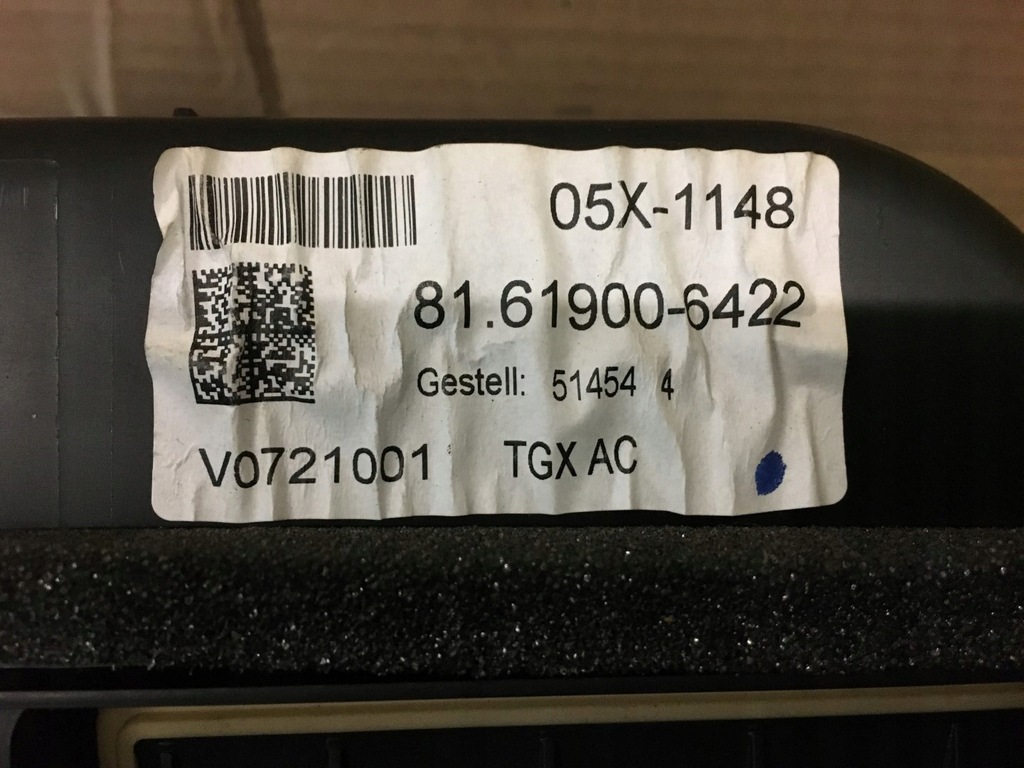 05X-1148
81.61900-6422
Gestell: 51454 4
V0721001 TGX AC